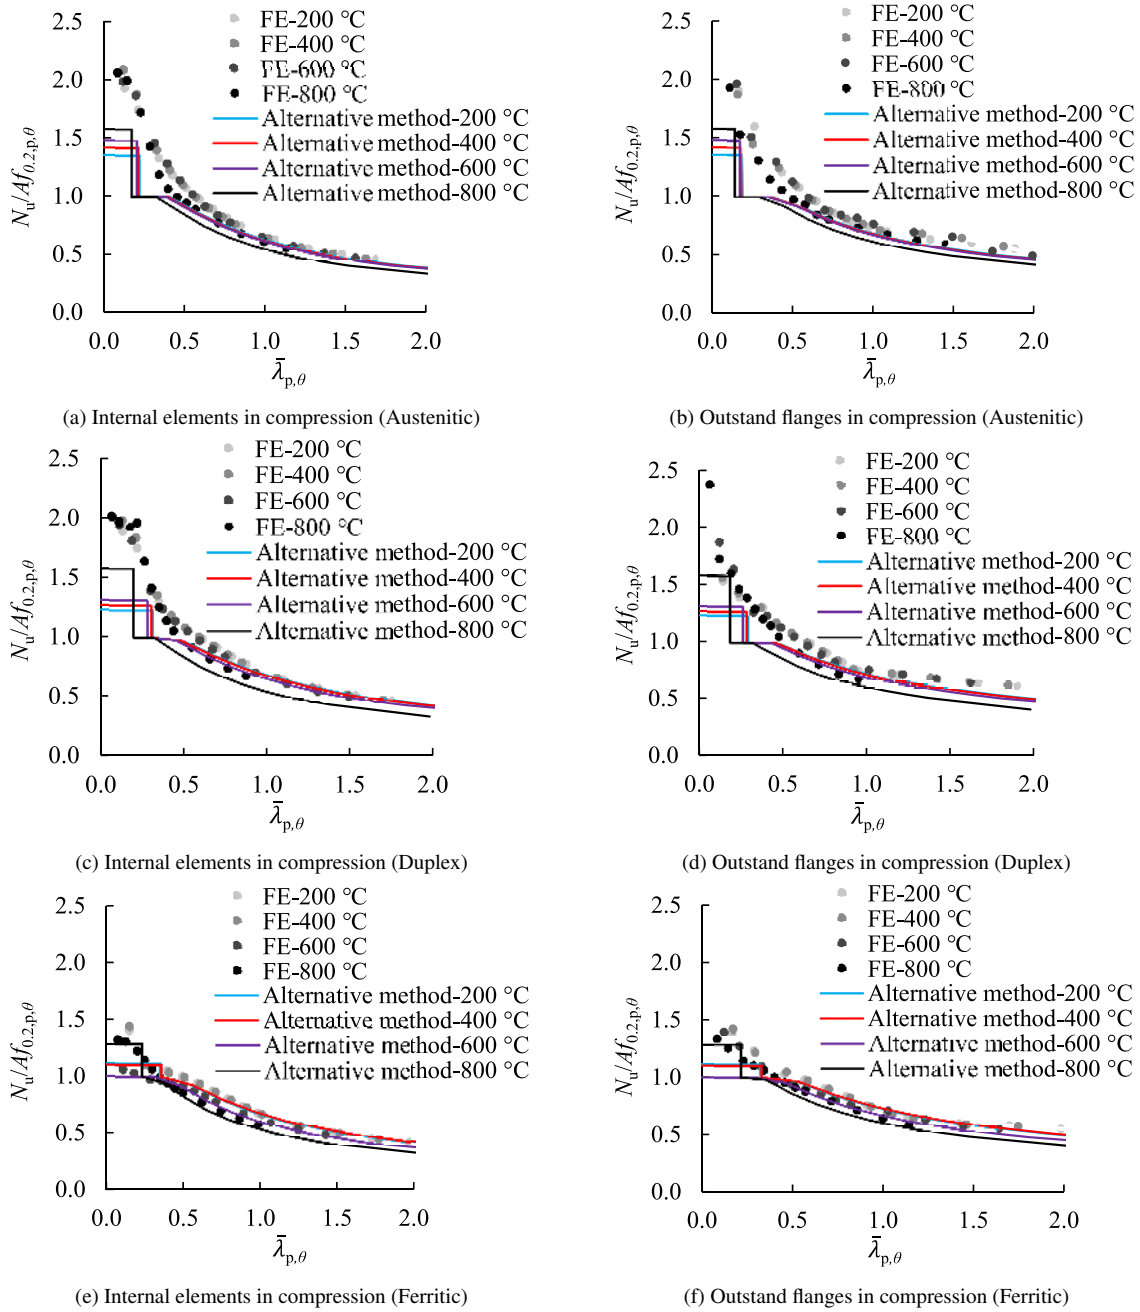 2.5
2.0
1.5
1.0
0.5
0.0
N_u/Af_{0.2,p,θ}
FE-200 °C
FE-400 °C
FE-600 °C
FE-800 °C
Alternative method-200 °C
Alternative method-400 °C
Alternative method-600 °C
Alternative method-800 °C
0.0 0.5 1.0 1.5 2.0
λ̄_{p,θ}
(a) Internal elements in compression (Austenitic)
2.5
2.0
1.5
1.0
0.5
0.0
N_u/Af_{0.2,p,θ}
FE-200 °C
FE-400 °C
FE-600 °C
FE-800 °C
Alternative method-200 °C
Alternative method-400 °C
Alternative method-600 °C
Alternative method-800 °C
0.0 0.5 1.0 1.5 2.0
λ̄_{p,θ}
(b) Outstand flanges in compression (Austenitic)
2.5
2.0
1.5
1.0
0.5
0.0
N_u/Af_{0.2,p,θ}
FE-200 °C
FE-400 °C
FE-600 °C
FE-800 °C
Alternative method-200 °C
Alternative method-400 °C
Alternative method-600 °C
Alternative method-800 °C
0.0 0.5 1.0 1.5 2.0
λ̄_{p,θ}
(c) Internal elements in compression (Duplex)
2.5
2.0
1.5
1.0
0.5
0.0
N_u/Af_{0.2,p,θ}
FE-200 °C
FE-400 °C
FE-600 °C
FE-800 °C
Alternative method-200 °C
Alternative method-400 °C
Alternative method-600 °C
Alternative method-800 °C
0.0 0.5 1.0 1.5 2.0
λ̄_{p,θ}
(d) Outstand flanges in compression (Duplex)
2.5
2.0
1.5
1.0
0.5
0.0
N_u/Af_{0.2,p,θ}
FE-200 °C
FE-400 °C
FE-600 °C
FE-800 °C
Alternative method-200 °C
Alternative method-400 °C
Alternative method-600 °C
Alternative method-800 °C
0.0 0.5 1.0 1.5 2.0
λ̄_{p,θ}
(e) Internal elements in compression (Ferritic)
2.5
2.0
1.5
1.0
0.5
0.0
N_u/Af_{0.2,p,θ}
FE-200 °C
FE-400 °C
FE-600 °C
FE-800 °C
Alternative method-200 °C
Alternative method-400 °C
Alternative method-600 °C
Alternative method-800 °C
0.0 0.5 1.0 1.5 2.0
λ̄_{p,θ}
(f) Outstand flanges in compression (Ferritic)